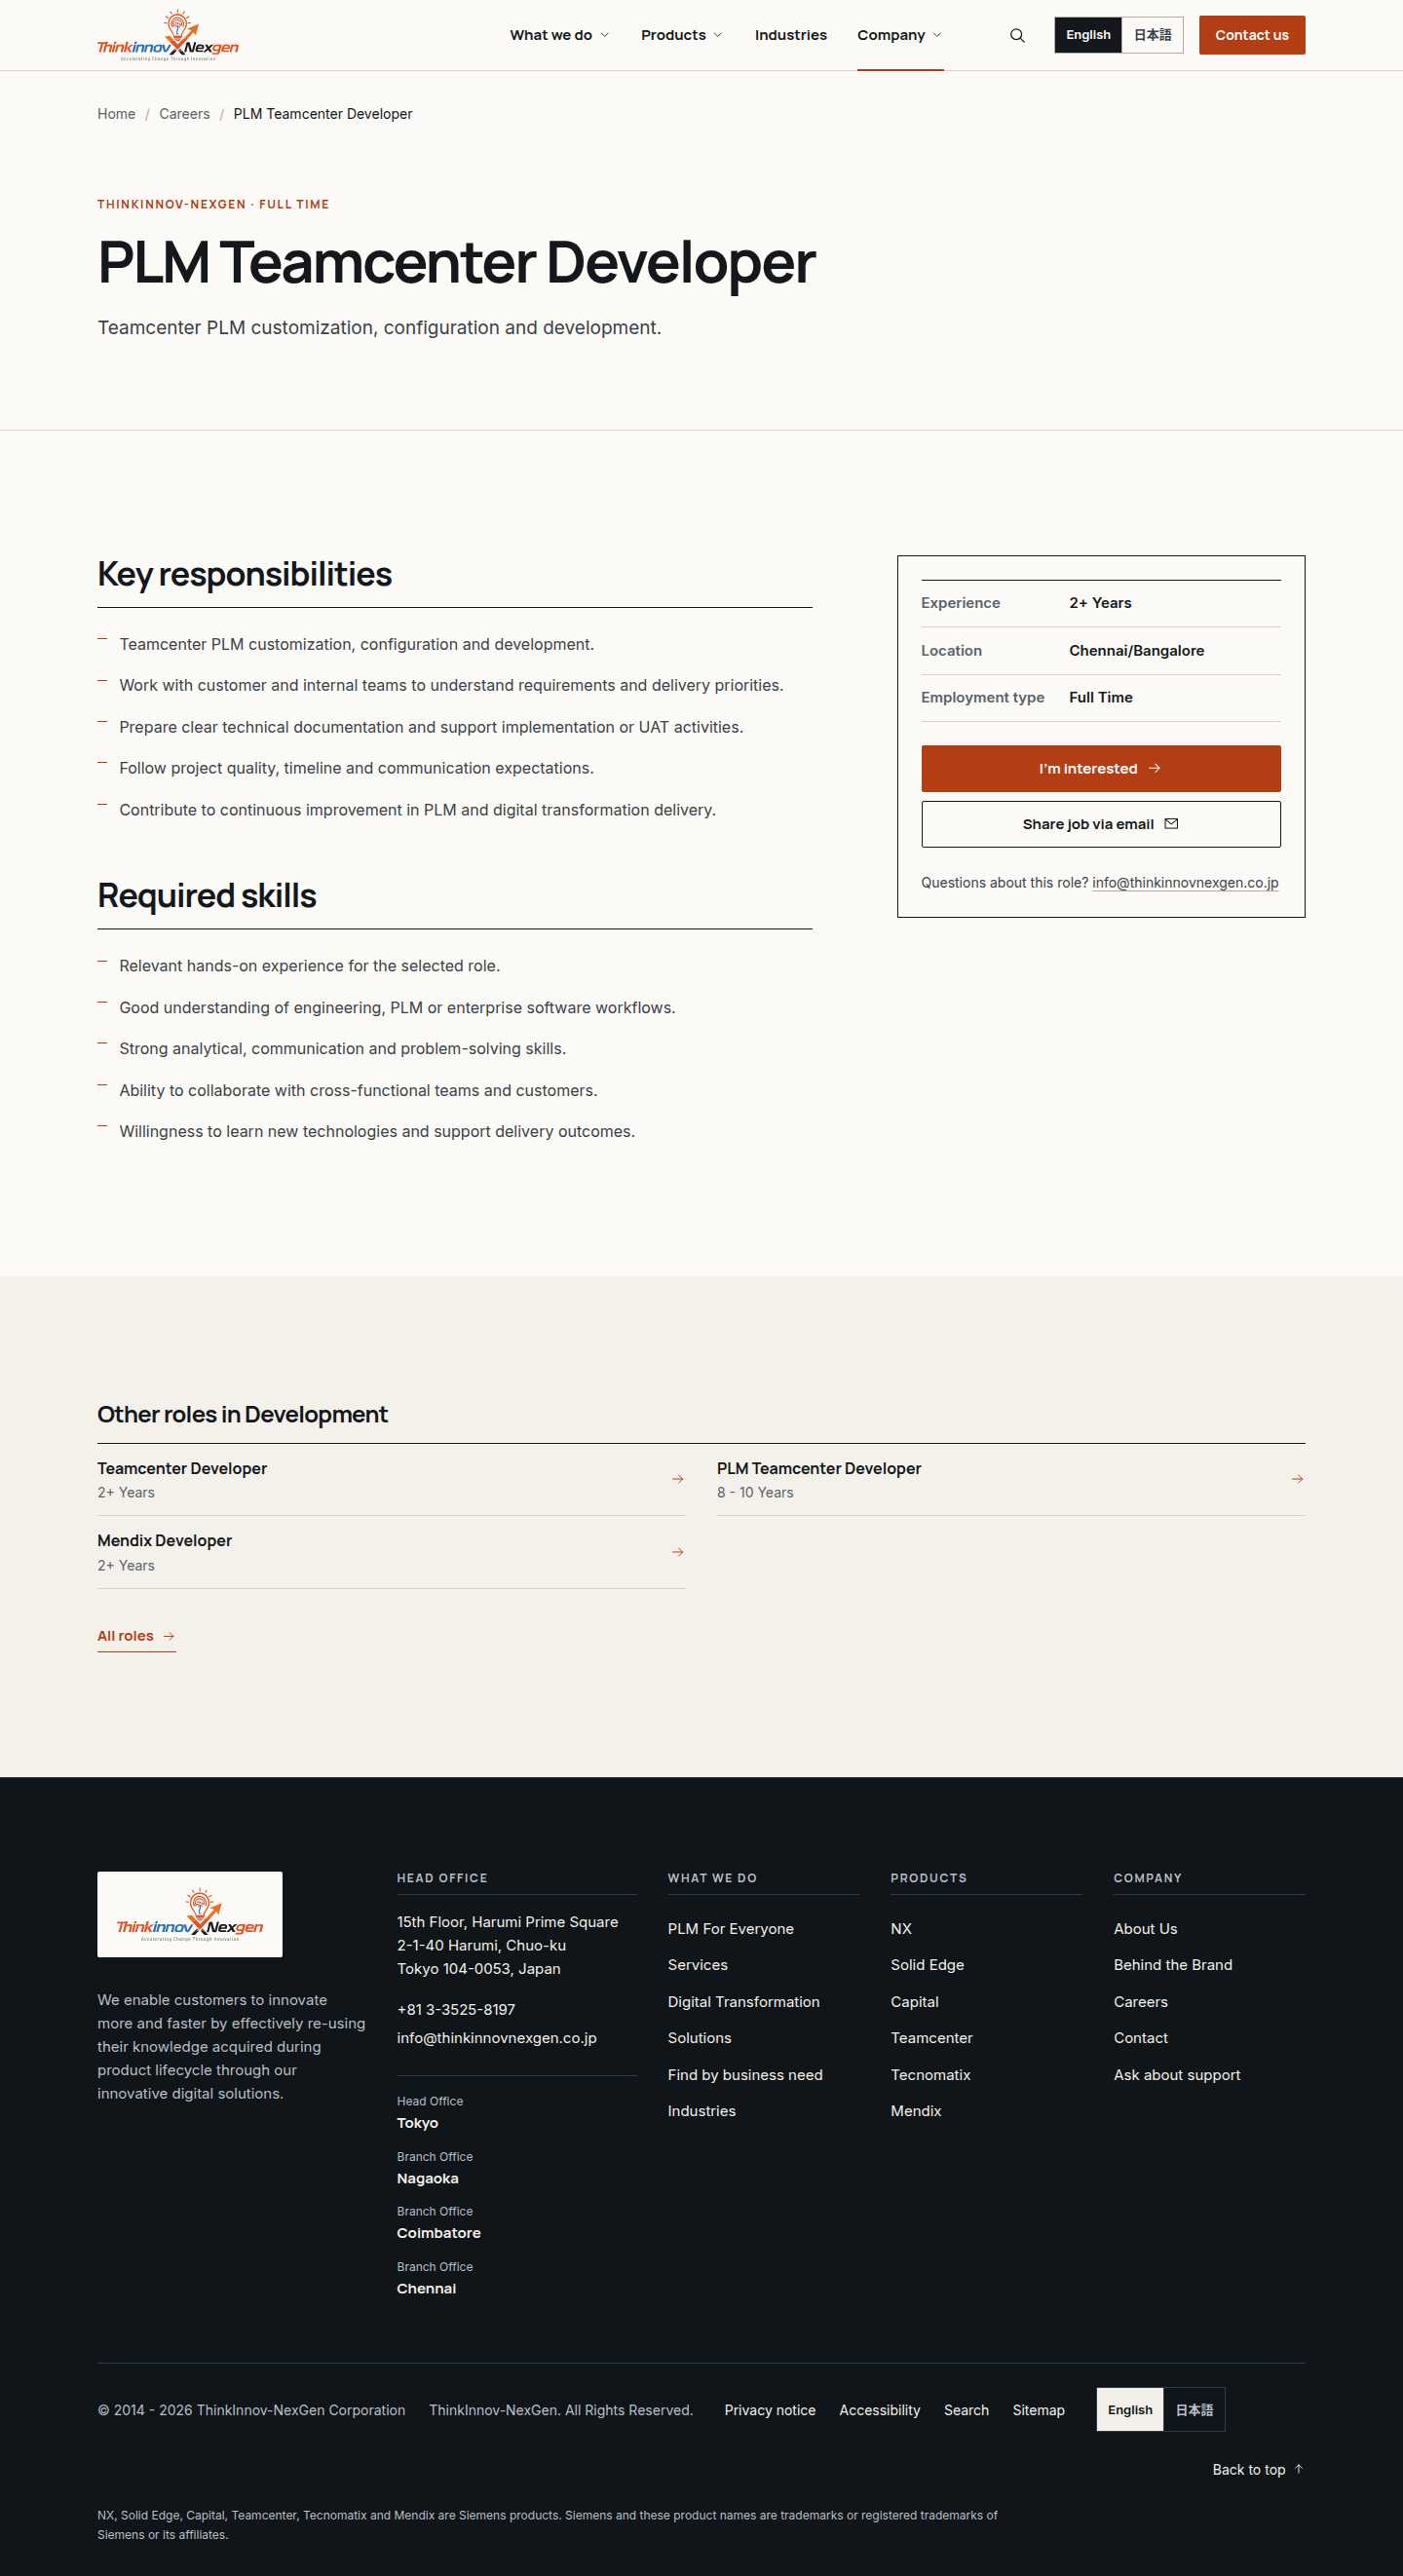 ThinkinnovXNexgen
Accelerating Change Through Innovation
What we do
Products
Industries
Company
English
日本語
Contact us
Home / Careers / PLM Teamcenter Developer
THINKINNOV-NEXGEN · FULL TIME
PLM Teamcenter Developer
Teamcenter PLM customization, configuration and development.
Key responsibilities
Teamcenter PLM customization, configuration and development.
Work with customer and internal teams to understand requirements and delivery priorities.
Prepare clear technical documentation and support implementation or UAT activities.
Follow project quality, timeline and communication expectations.
Contribute to continuous improvement in PLM and digital transformation delivery.
Required skills
Relevant hands-on experience for the selected role.
Good understanding of engineering, PLM or enterprise software workflows.
Strong analytical, communication and problem-solving skills.
Ability to collaborate with cross-functional teams and customers.
Willingness to learn new technologies and support delivery outcomes.
Experience 2+ Years
Location Chennai/Bangalore
Employment type Full Time
I'm interested →
Share job via email
Questions about this role? info@thinkinnovnexgen.co.jp
Other roles in Development
Teamcenter Developer
2+ Years
→
PLM Teamcenter Developer
8 - 10 Years
→
Mendix Developer
2+ Years
→
All roles →
ThinkinnovXNexgen
Accelerating Change Through Innovation
We enable customers to innovate
more and faster by effectively re-using
their knowledge acquired during
product lifecycle through our
innovative digital solutions.
HEAD OFFICE
15th Floor, Harumi Prime Square
2-1-40 Harumi, Chuo-ku
Tokyo 104-0053, Japan
+81 3-3525-8197
info@thinkinnovnexgen.co.jp
Head Office
Tokyo
Branch Office
Nagaoka
Branch Office
Coimbatore
Branch Office
Chennai
WHAT WE DO
PLM For Everyone
Services
Digital Transformation
Solutions
Find by business need
Industries
PRODUCTS
NX
Solid Edge
Capital
Teamcenter
Tecnomatix
Mendix
COMPANY
About Us
Behind the Brand
Careers
Contact
Ask about support
© 2014 - 2026 ThinkInnov-NexGen Corporation
ThinkInnov-NexGen. All Rights Reserved.
Privacy notice
Accessibility
Search
Sitemap
English
日本語
Back to top ↑
NX, Solid Edge, Capital, Teamcenter, Tecnomatix and Mendix are Siemens products. Siemens and these product names are trademarks or registered trademarks of
Siemens or its affiliates.